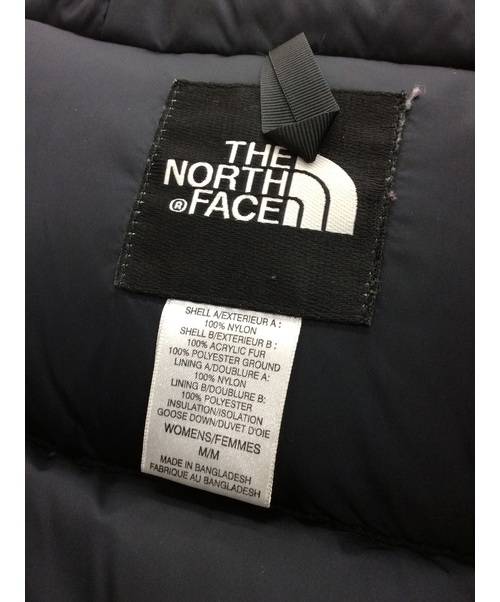 THE
NORTH
® FACE
SHELL A/EXTERIEUR A :
100% NYLON
SHELL B/EXTERIEUR B :
100% ACRYLIC FUR
100% POLYESTER GROUND
LINING A/DOUBLURE A:
100% NYLON
LINING B/DOUBLURE B:
100% POLYESTER
INSULATION/ISOLATION
GOOSE DOWN/DUVET D'OIE
WOMENS/FEMMES
M/M
MADE IN BANGLADESH
FABRIQUE AU BANGLADESH